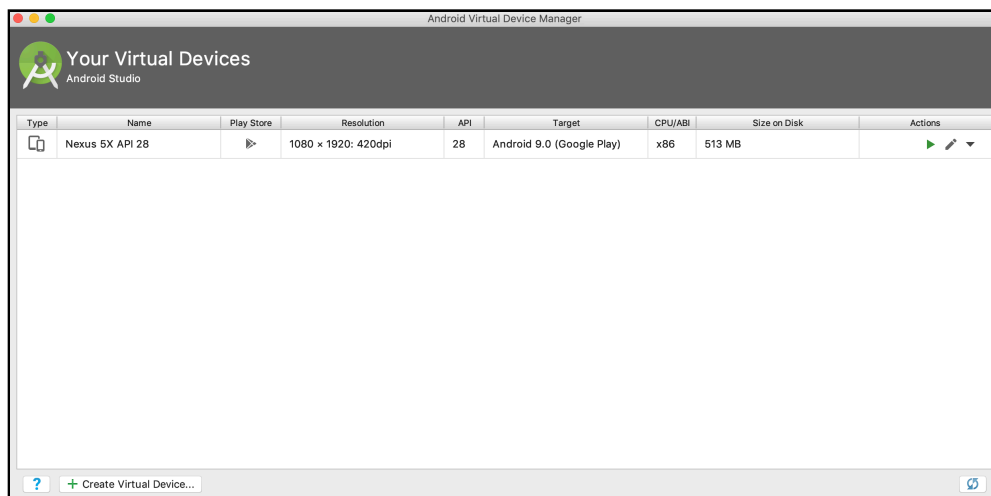 Android Virtual Device Manager
Your Virtual Devices
Android Studio
Type Name Play Store Resolution API Target CPU/ABI Size on Disk Actions
Nexus 5X API 28 1080 × 1920: 420dpi 28 Android 9.0 (Google Play) x86 513 MB
? + Create Virtual Device...